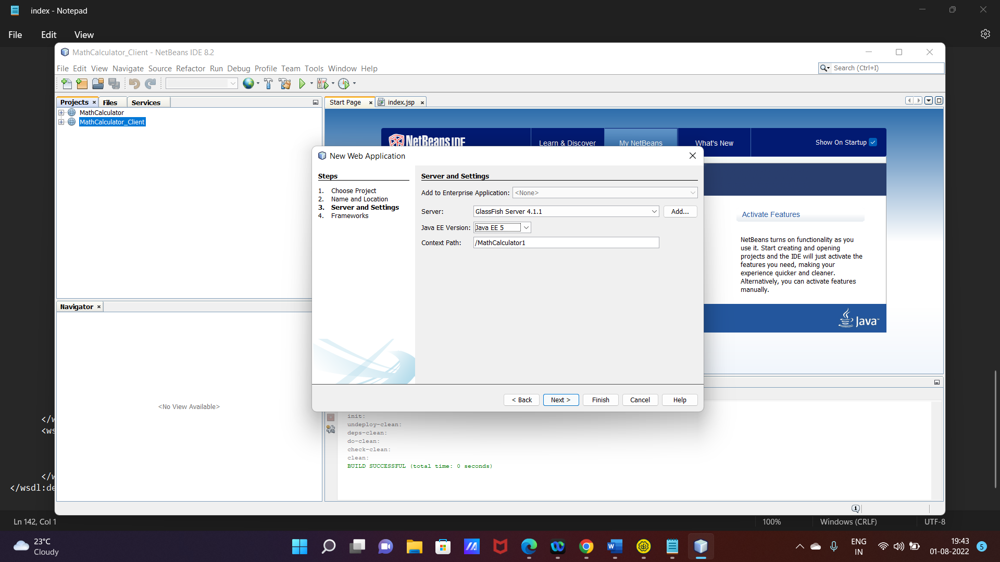 index - Notepad
File Edit View
MathCalculator_Client - NetBeans IDE 8.2
File Edit View Navigate Source Refactor Run Debug Profile Team Tools Window Help
Search (Ctrl+I)
Projects Files Services
Start Page index.jsp
MathCalculator
MathCalculator_Client
NetBeans IDE
Learn & Discover My NetBeans What's New Show On Startup
New Web Application
Steps
1. Choose Project
2. Name and Location
3. Server and Settings
4. Frameworks
Server and Settings
Add to Enterprise Application: <None>
Server: GlassFish Server 4.1.1 Add...
Java EE Version: Java EE 5
Context Path: /MathCalculator1
< Back Next > Finish Cancel Help
Activate Features
NetBeans turns on functionality as you
use it. Start creating and opening
projects and the IDE will just activate the
features you need, making your
experience quicker and cleaner.
Alternatively, you can activate features
manually.
Java
Navigator
<No View Available>
init:
undeploy-clean:
deps-clean:
do-clean:
check-clean:
clean:
BUILD SUCCESSFUL (total time: 0 seconds)
1
</w
<ws
</w
</wsdl:de
Ln 142, Col 1 100% Windows (CRLF) UTF-8
23°C
Cloudy
ENG
IN
19:43
01-08-2022
5